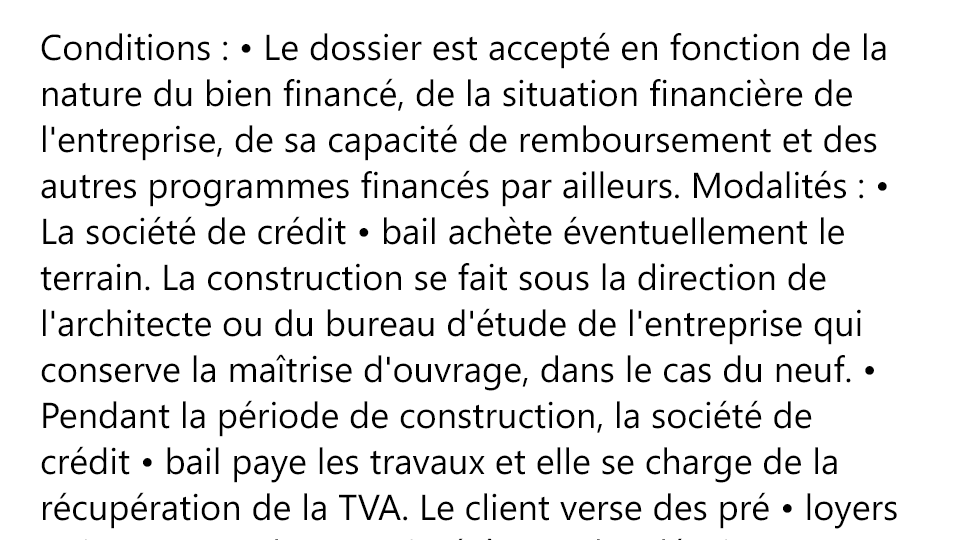 Conditions : • Le dossier est accepté en fonction de la
nature du bien financé, de la situation financière de
l'entreprise, de sa capacité de remboursement et des
autres programmes financés par ailleurs. Modalités : •
La société de crédit • bail achète éventuellement le
terrain. La construction se fait sous la direction de
l'architecte ou du bureau d'étude de l'entreprise qui
conserve la maîtrise d'ouvrage, dans le cas du neuf. •
Pendant la période de construction, la société de
crédit • bail paye les travaux et elle se charge de la
récupération de la TVA. Le client verse des pré • loyers